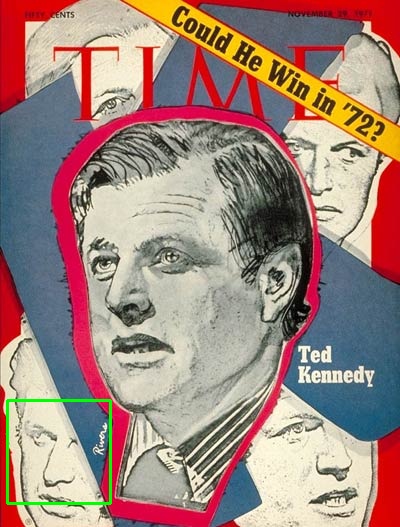 FIFTY CENTS
NOVEMBER 29, 1971
TIME
Could He Win in '72?
Ted
Kennedy
Rivers